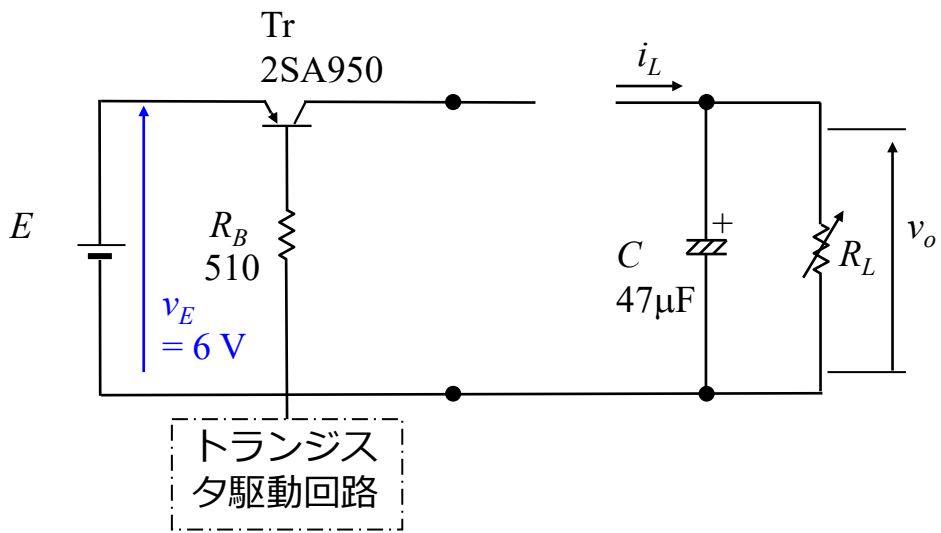 Tr
2SA950
i_L
E
R_B
510
v_E
= 6 V
C
47μF
+
R_L
v_o
トランジス
タ駆動回路